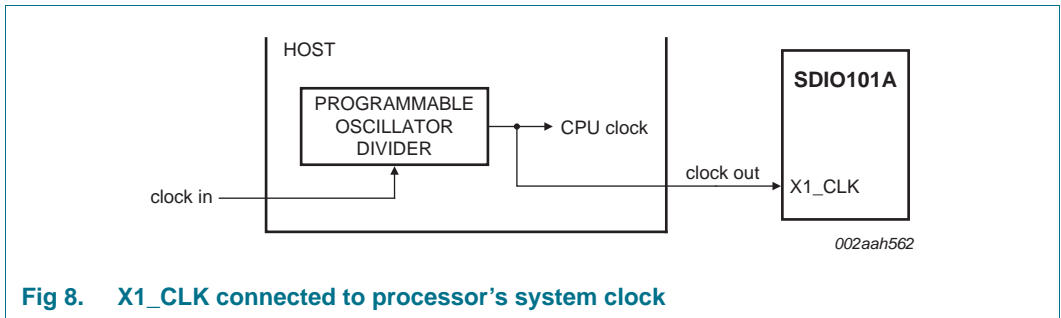 HOST
SDIO101A
PROGRAMMABLE
OSCILLATOR
DIVIDER
CPU clock
clock out
clock in
X1_CLK
002aah562
Fig 8. X1_CLK connected to processor's system clock